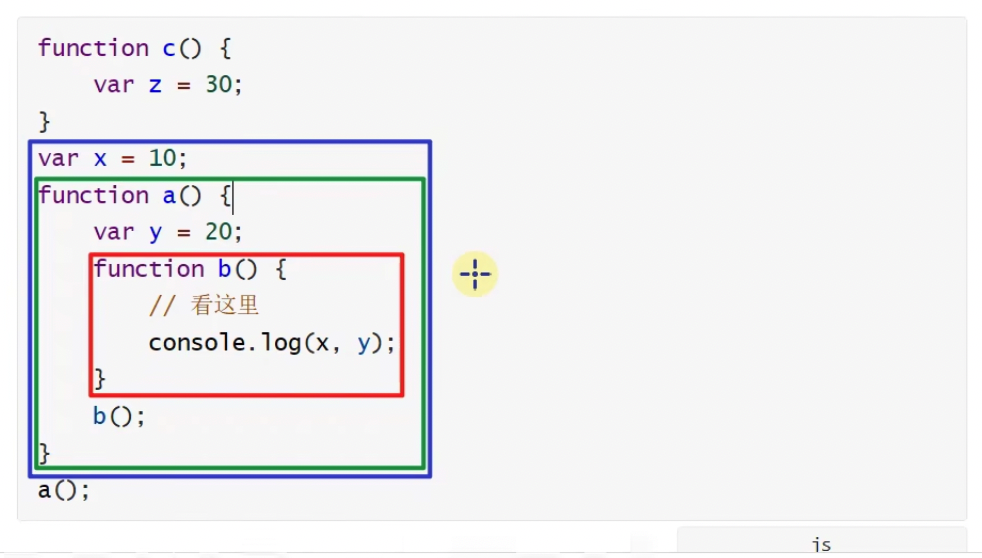 function c() {
    var z = 30;
}
var x = 10;
function a() {
    var y = 20;
    function b() {
        // 看这里
        console.log(x, y);
    }
    b();
}
a();
js